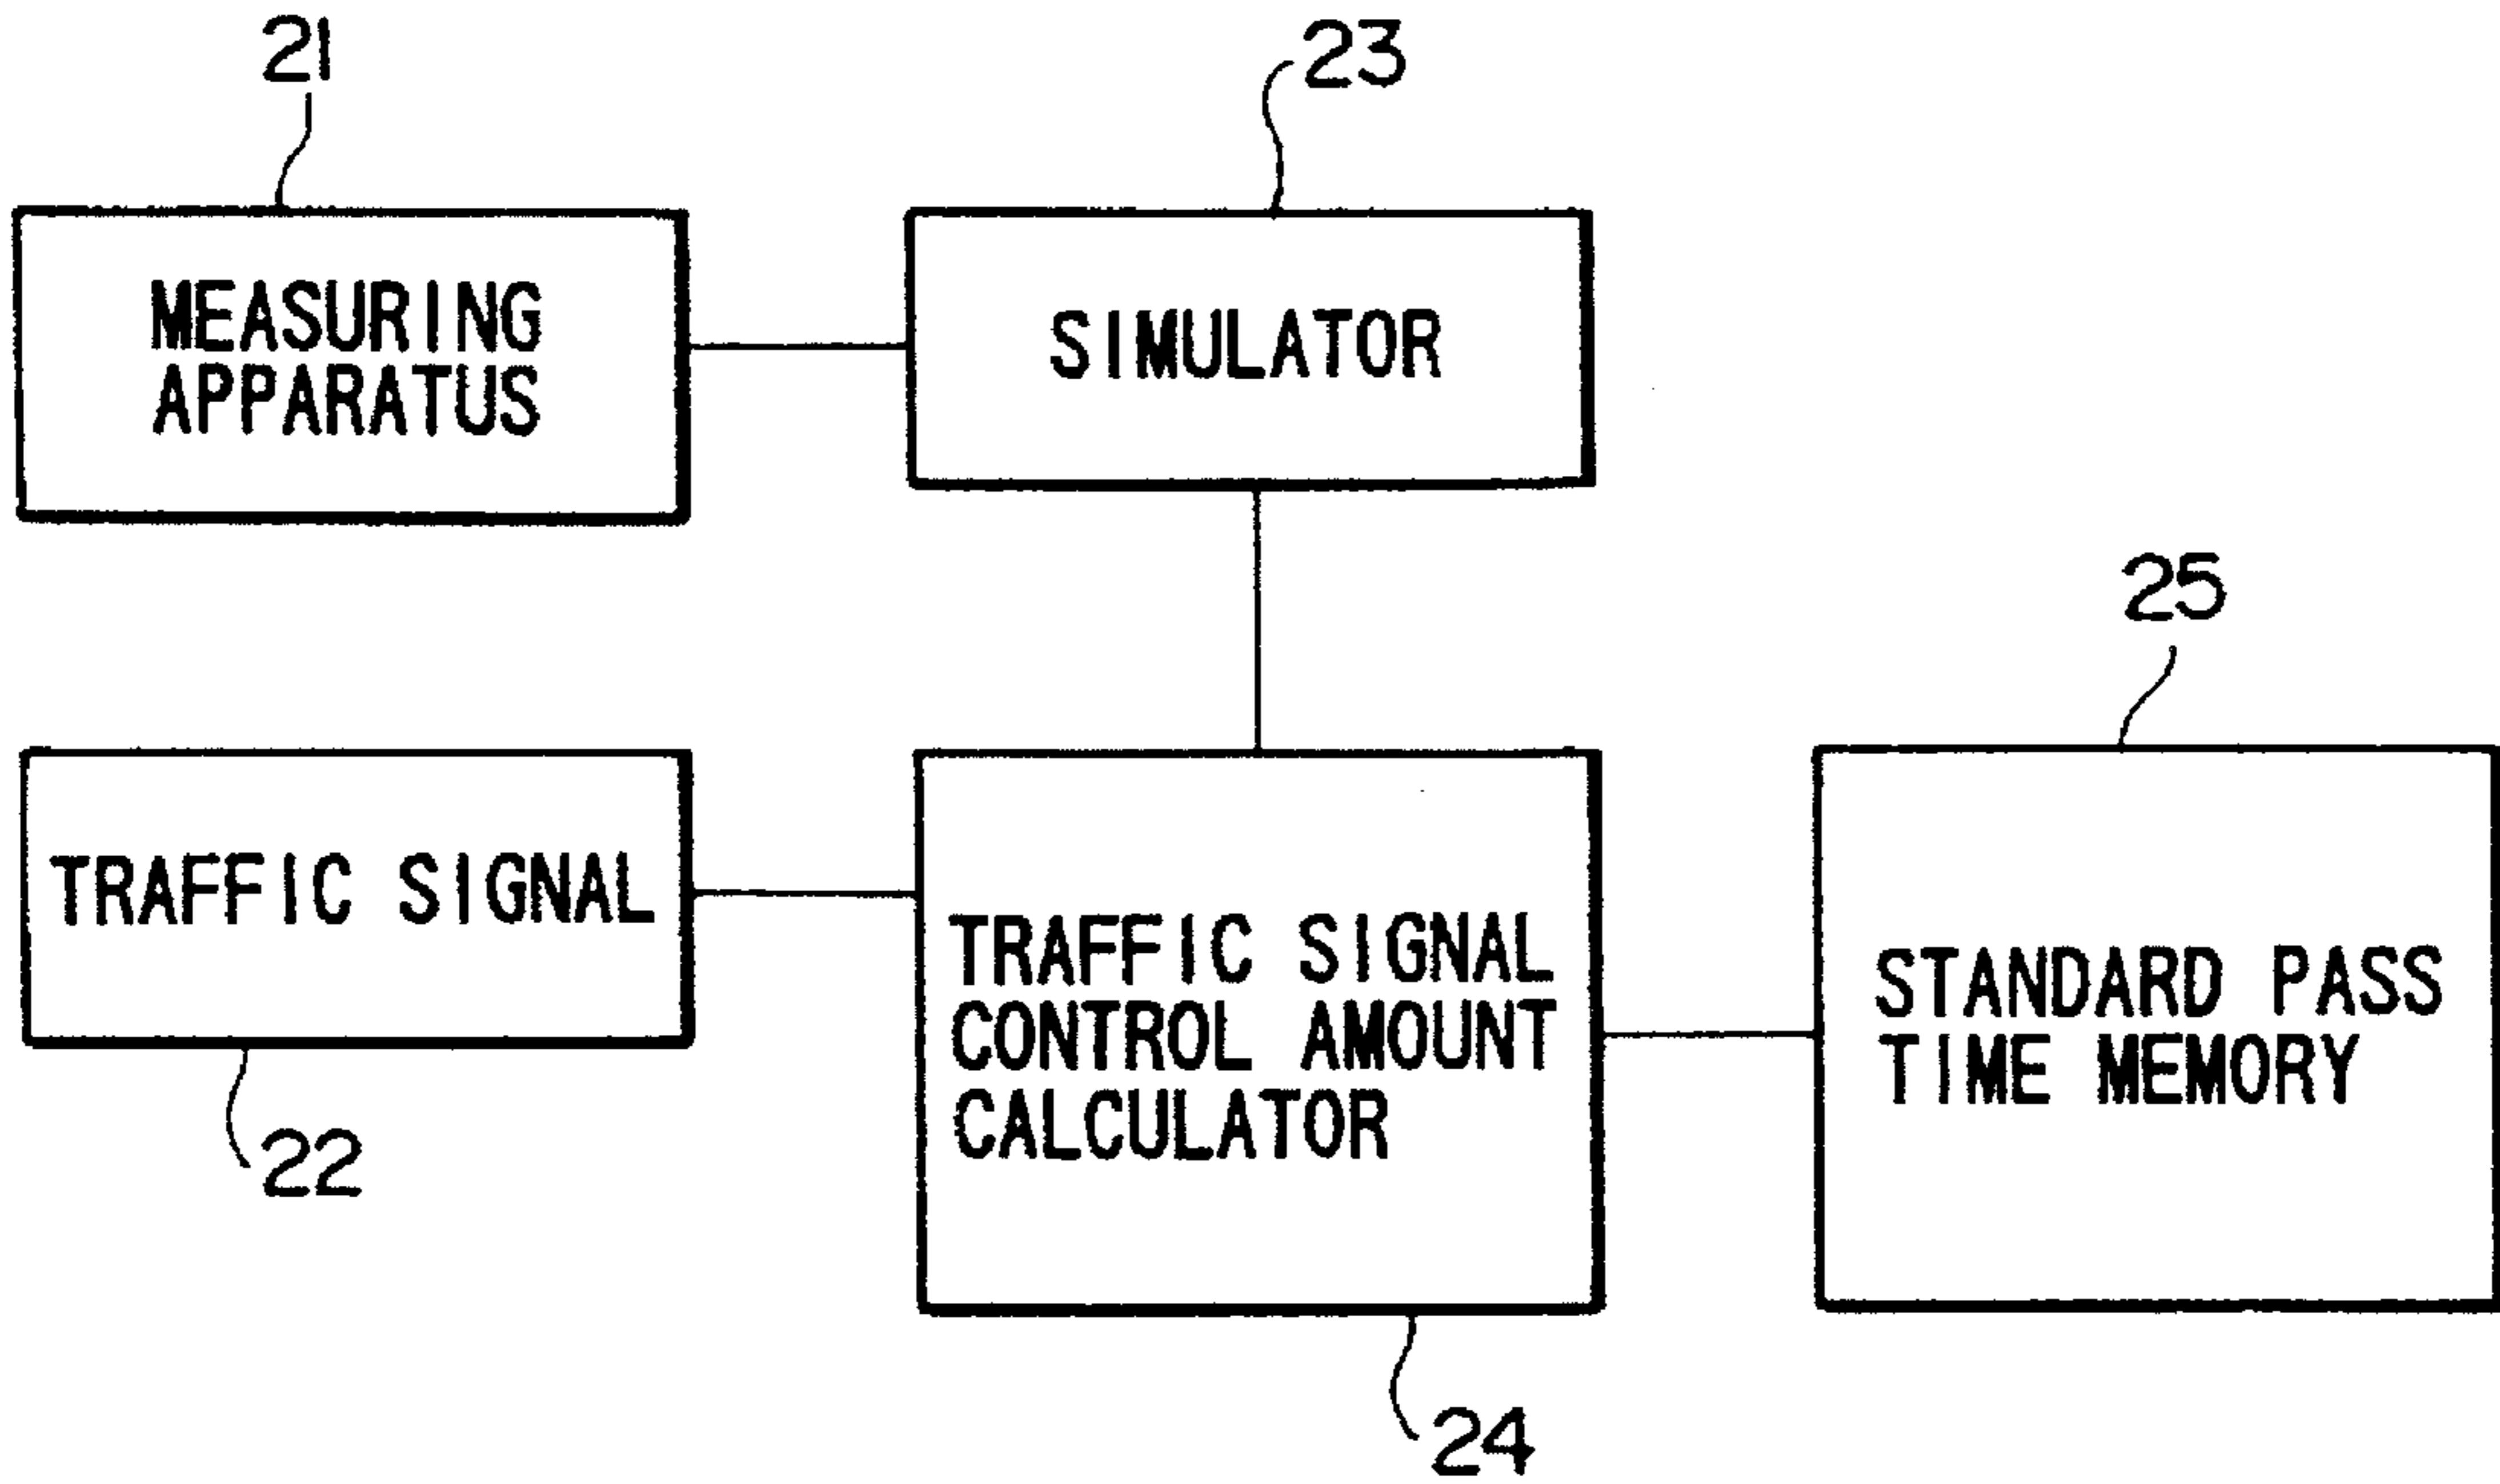 21
23
MEASURING
APPARATUS
SIMULATOR
25
TRAFFIC SIGNAL
22
TRAFFIC SIGNAL
CONTROL AMOUNT
CALCULATOR
24
STANDARD PASS
TIME MEMORY